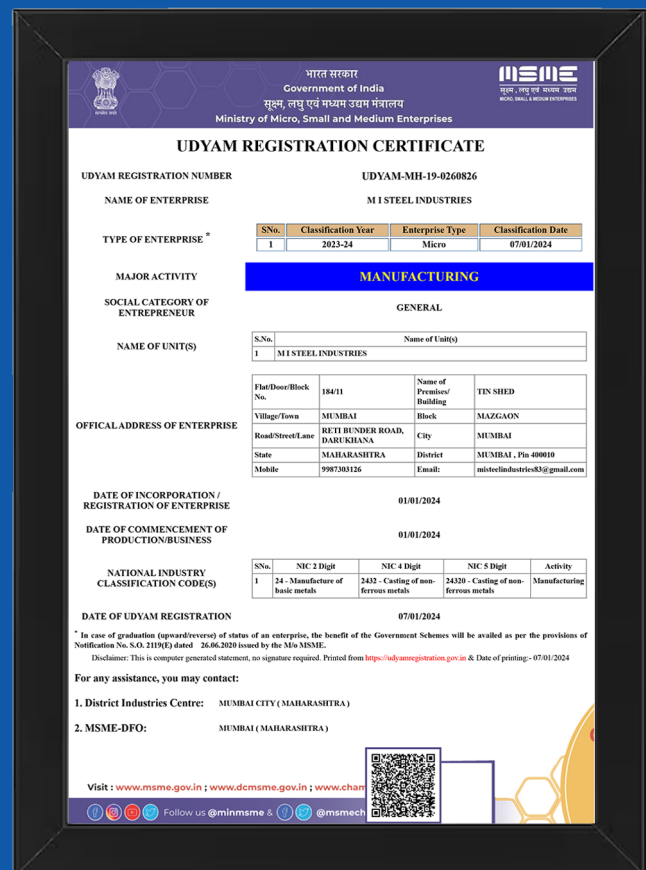 भारत सरकार
Government of India
सूक्ष्म, लघु एवं मध्यम उद्यम मंत्रालय
Ministry of Micro, Small and Medium Enterprises
सत्यमेव जयते
MSME
सूक्ष्म, लघु एवं मध्यम उद्यम
MICRO, SMALL & MEDIUM ENTERPRISES
UDYAM REGISTRATION CERTIFICATE
UDYAM REGISTRATION NUMBER UDYAM-MH-19-0260826
NAME OF ENTERPRISE M I STEEL INDUSTRIES
TYPE OF ENTERPRISE *
SNo. Classification Year Enterprise Type Classification Date
1 2023-24 Micro 07/01/2024
MAJOR ACTIVITY MANUFACTURING
SOCIAL CATEGORY OF
ENTREPRENEUR
GENERAL
NAME OF UNIT(S)
S.No. Name of Unit(s)
1 M I STEEL INDUSTRIES
OFFICAL ADDRESS OF ENTERPRISE
Flat/Door/Block
No.
184/11
Name of
Premises/
Building
TIN SHED
Village/Town MUMBAI Block MAZGAON
Road/Street/Lane
RETI BUNDER ROAD,
DARUKHANA
City MUMBAI
State MAHARASHTRA District MUMBAI , Pin 400010
Mobile 9987303126 Email: misteelindustries83@gmail.com
DATE OF INCORPORATION /
REGISTRATION OF ENTERPRISE
01/01/2024
DATE OF COMMENCEMENT OF
PRODUCTION/BUSINESS
01/01/2024
NATIONAL INDUSTRY
CLASSIFICATION CODE(S)
SNo. NIC 2 Digit NIC 4 Digit NIC 5 Digit Activity
1 24 - Manufacture of
basic metals
2432 - Casting of non-
ferrous metals
24320 - Casting of non-
ferrous metals
Manufacturing
DATE OF UDYAM REGISTRATION 07/01/2024
* In case of graduation (upward/reverse) of status of an enterprise, the benefit of the Government Schemes will be availed as per the provisions of
Notification No. S.O. 2119(E) dated 26.06.2020 issued by the M/o MSME.
Disclaimer: This is computer generated statement, no signature required. Printed from https://udyamregistration.gov.in & Date of printing:- 07/01/2024
For any assistance, you may contact:
1. District Industries Centre: MUMBAI CITY ( MAHARASHTRA )
2. MSME-DFO: MUMBAI ( MAHARASHTRA )
Visit : www.msme.gov.in ; www.dcmsme.gov.in ; www.cham
Follow us @minmsme & @msmech